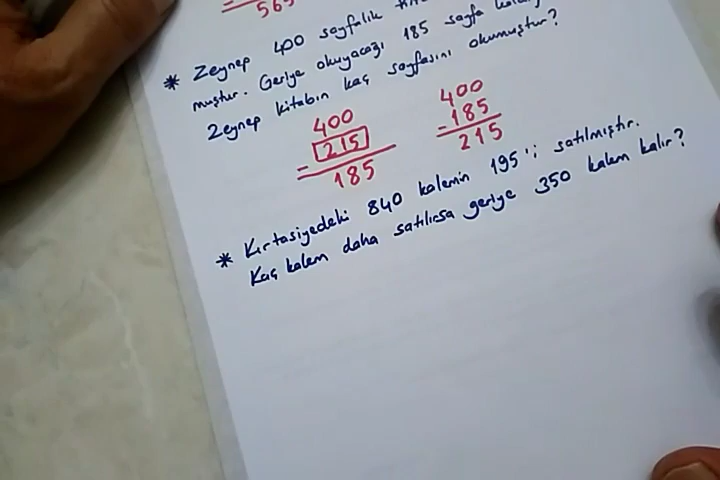 565
* Zeynep 400 sayfalık
muştur. Geriye okuyacağı 185 sayfa
Zeynep kitabın kaç sayfasını okumuştur?
400 400
215 -185
185 215
* Kırtasiyedeki 840 kalemin 195'i satılmıştır.
Kaç kalem daha satılırsa geriye 350 kalem kalır?